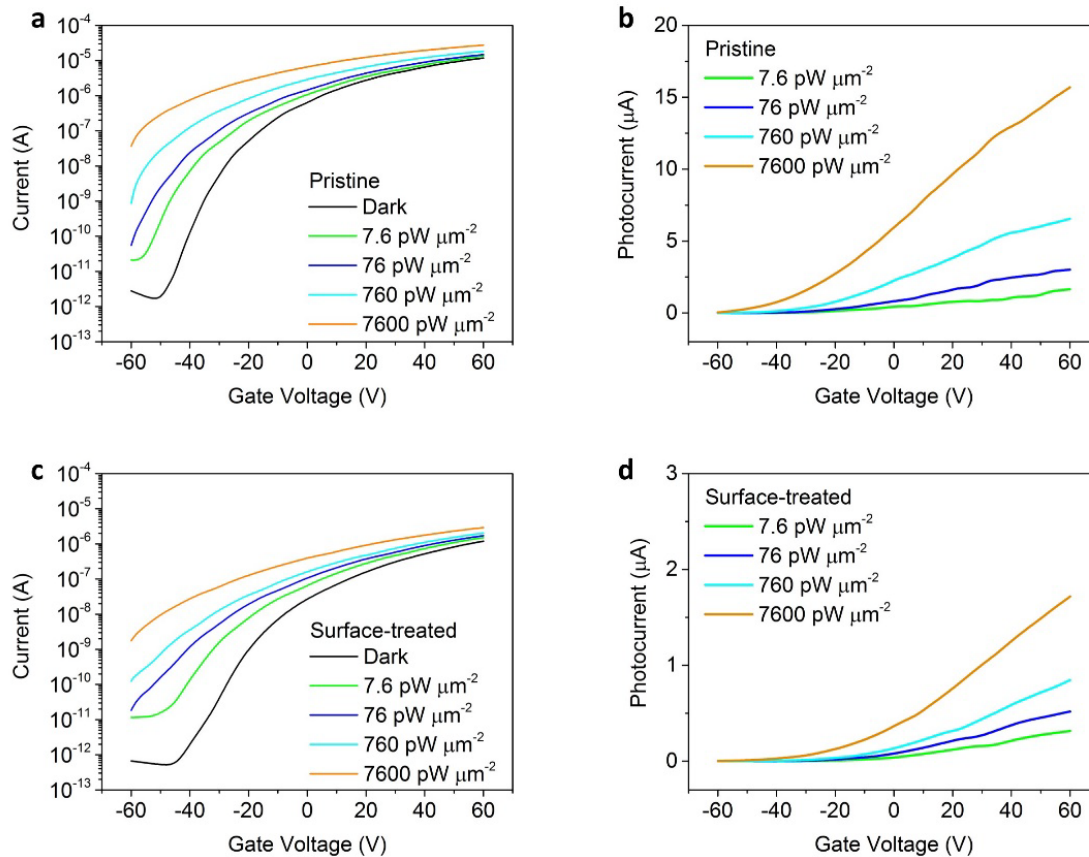 a
10⁻⁴
10⁻⁵
10⁻⁶
10⁻⁷
10⁻⁸
10⁻⁹
10⁻¹⁰
10⁻¹¹
10⁻¹²
10⁻¹³
Current (A)
Pristine
Dark
7.6 pW μm⁻²
76 pW μm⁻²
760 pW μm⁻²
7600 pW μm⁻²
-60 -40 -20 0 20 40 60
Gate Voltage (V)
b
20
15
10
5
0
Photocurrent (μA)
Pristine
7.6 pW μm⁻²
76 pW μm⁻²
760 pW μm⁻²
7600 pW μm⁻²
-60 -40 -20 0 20 40 60
Gate Voltage (V)
c
10⁻⁴
10⁻⁵
10⁻⁶
10⁻⁷
10⁻⁸
10⁻⁹
10⁻¹⁰
10⁻¹¹
10⁻¹²
10⁻¹³
Current (A)
Surface-treated
Dark
7.6 pW μm⁻²
76 pW μm⁻²
760 pW μm⁻²
7600 pW μm⁻²
-60 -40 -20 0 20 40 60
Gate Voltage (V)
d
3
2
1
0
Photocurrent (μA)
Surface-treated
7.6 pW μm⁻²
76 pW μm⁻²
760 pW μm⁻²
7600 pW μm⁻²
-60 -40 -20 0 20 40 60
Gate Voltage (V)